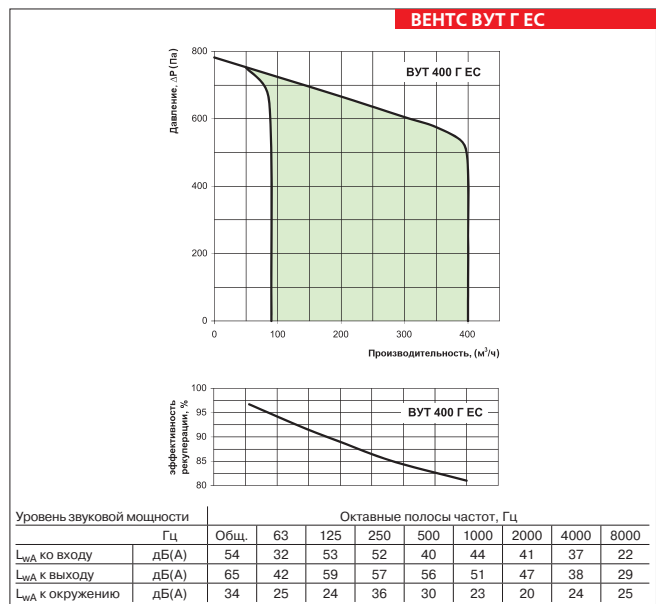 ВЕНТС ВУТ Г ЕС
Давление, ΔP (Па)
800
600
400
200
0
ВУТ 400 Г ЕС
0 100 200 300 400
Производительность, (м³/ч)
эффективность
рекуперации, %
100
95
90
85
80
ВУТ 400 Г ЕС
Уровень звуковой мощности Октавные полосы частот, Гц
Гц Общ. 63 125 250 500 1000 2000 4000 8000
LwA ко входу дБ(А) 54 32 53 52 40 44 41 37 22
LwA к выходу дБ(А) 65 42 59 57 56 51 47 38 29
LwA к окружению дБ(А) 34 25 24 36 30 23 20 24 25